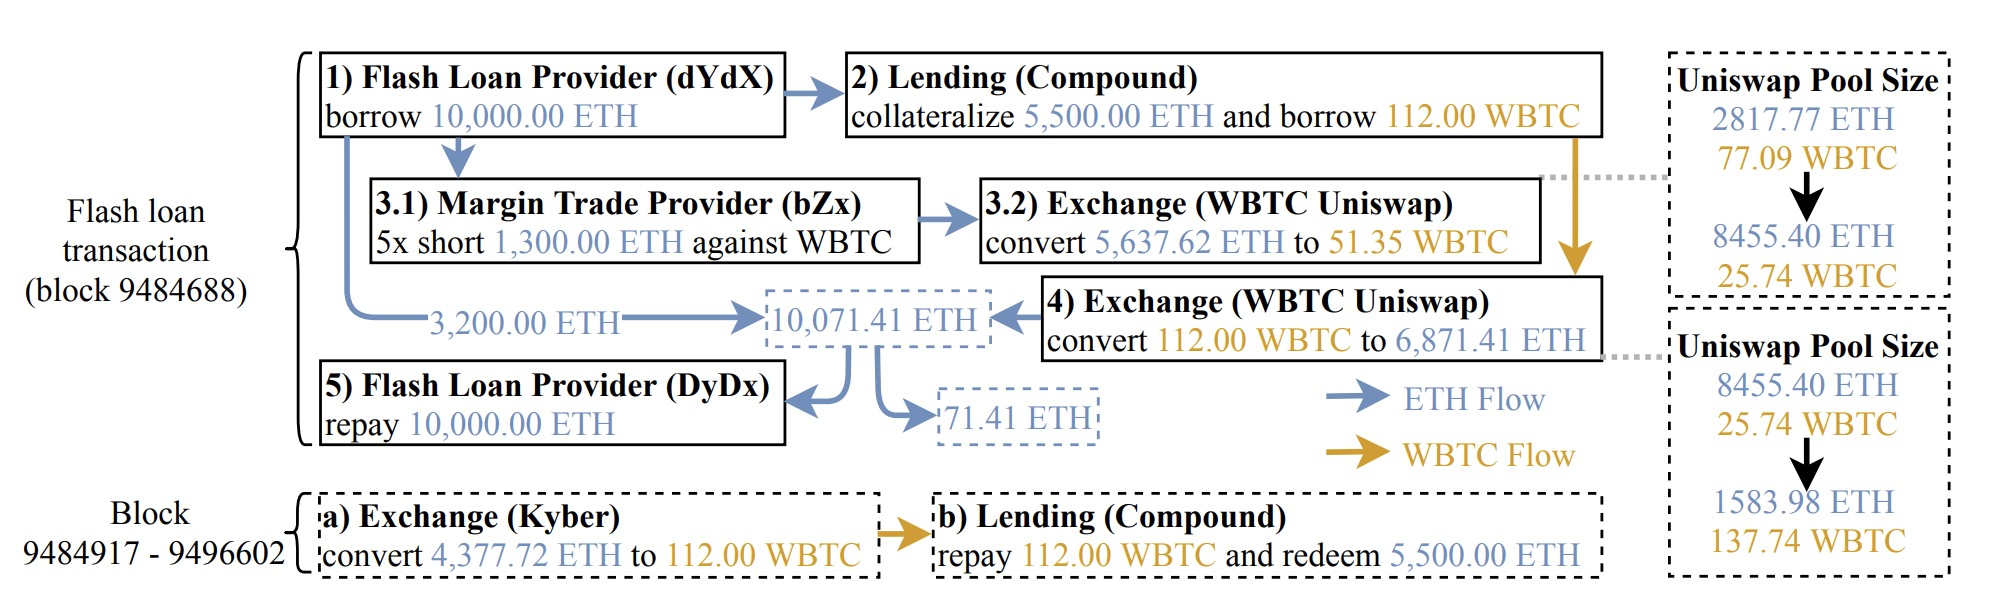 Flash loan
transaction
(block 9484688)
1) Flash Loan Provider (dYdX)
borrow 10,000.00 ETH
2) Lending (Compound)
collateralize 5,500.00 ETH and borrow 112.00 WBTC
3.1) Margin Trade Provider (bZx)
5x short 1,300.00 ETH against WBTC
3.2) Exchange (WBTC Uniswap)
convert 5,637.62 ETH to 51.35 WBTC
3,200.00 ETH
10,071.41 ETH
4) Exchange (WBTC Uniswap)
convert 112.00 WBTC to 6,871.41 ETH
5) Flash Loan Provider (DyDx)
repay 10,000.00 ETH
71.41 ETH
ETH Flow
WBTC Flow
Uniswap Pool Size
2817.77 ETH
77.09 WBTC
8455.40 ETH
25.74 WBTC
Uniswap Pool Size
8455.40 ETH
25.74 WBTC
1583.98 ETH
137.74 WBTC
Block
9484917 - 9496602
a) Exchange (Kyber)
convert 4,377.72 ETH to 112.00 WBTC
b) Lending (Compound)
repay 112.00 WBTC and redeem 5,500.00 ETH